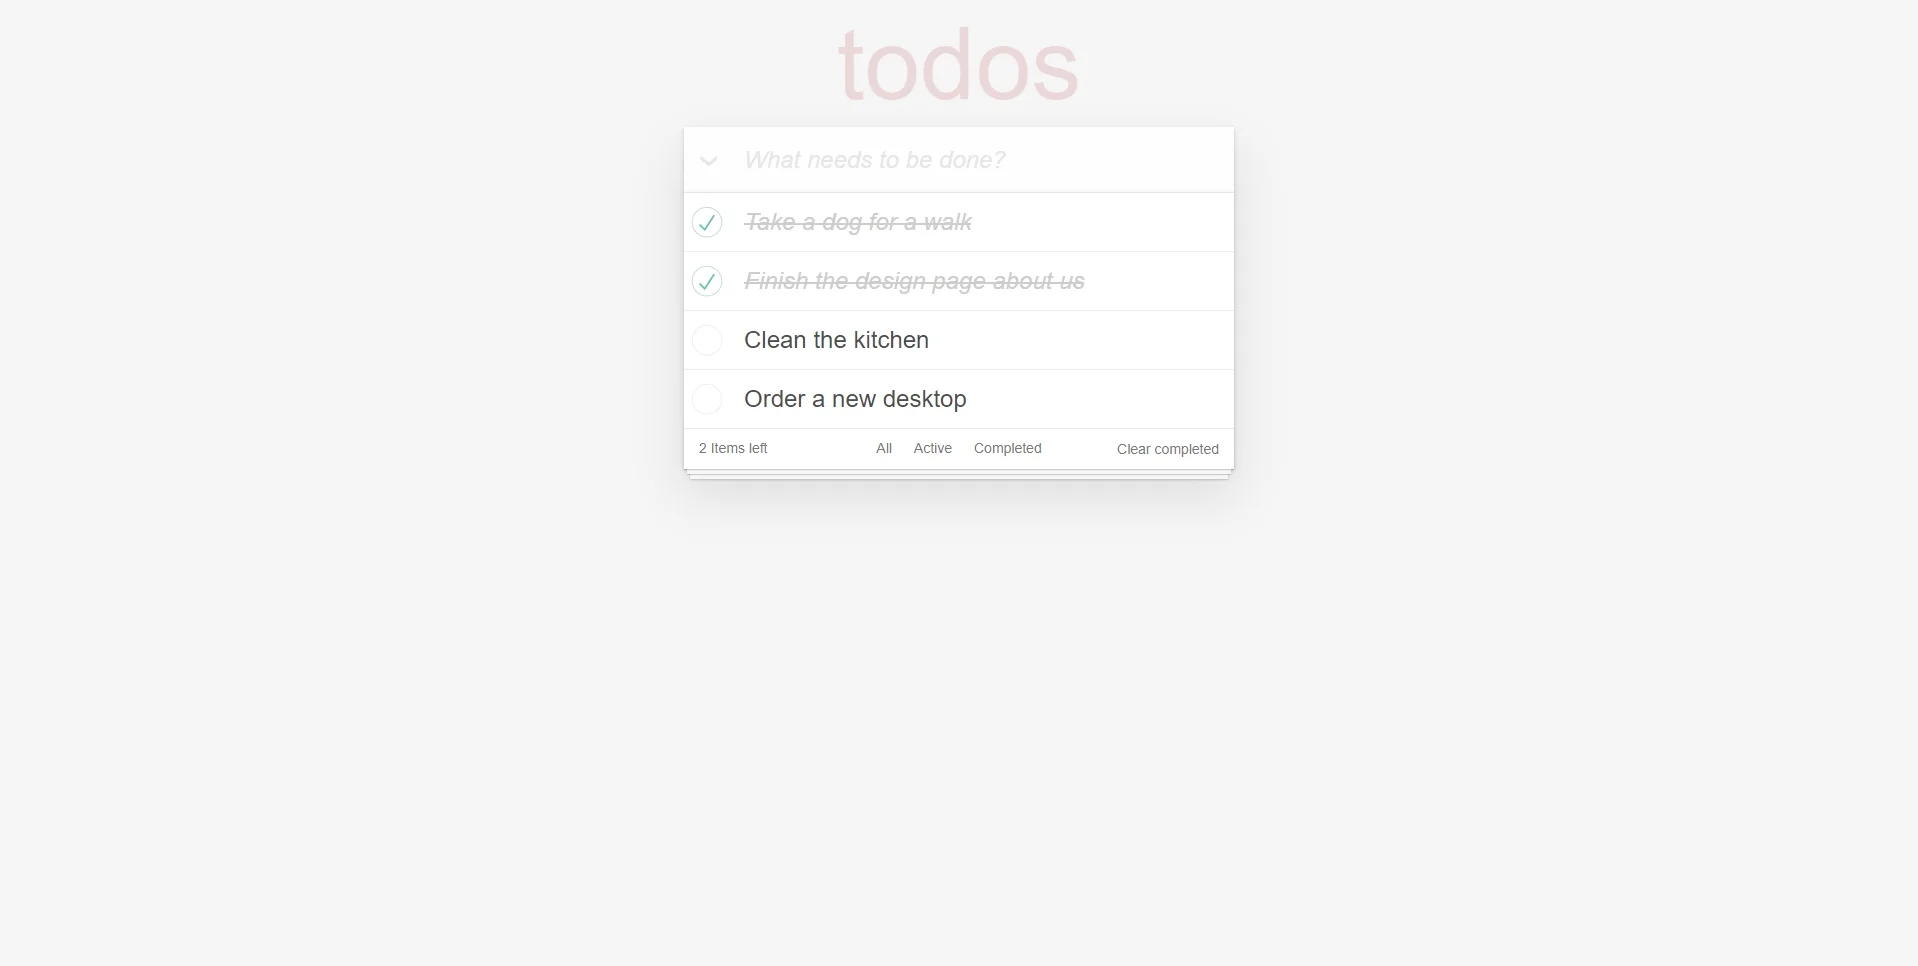 todos
What needs to be done?
Take a dog for a walk
Finish the design page about us
Clean the kitchen
Order a new desktop
2 Items left All Active Completed Clear completed